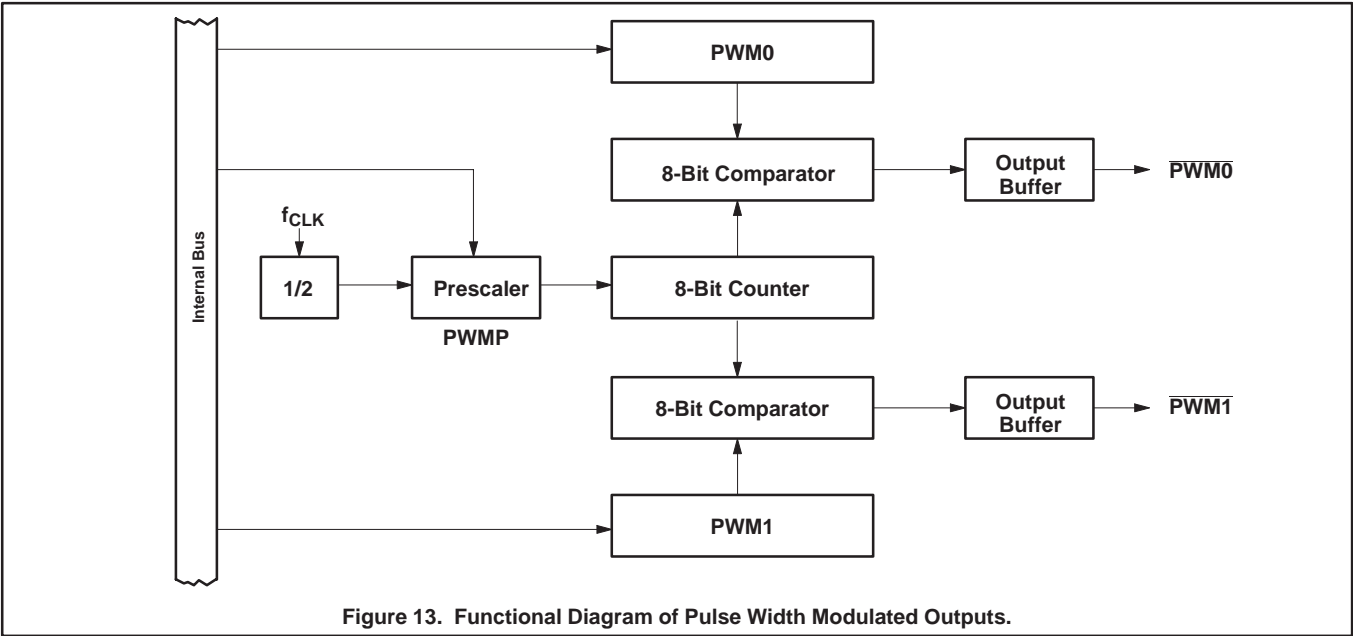 PWM0
8-Bit Comparator
Output
Buffer
PWM0
fCLK
Internal Bus
1/2
Prescaler
8-Bit Counter
PWMP
8-Bit Comparator
Output
Buffer
PWM1
PWM1
Figure 13. Functional Diagram of Pulse Width Modulated Outputs.